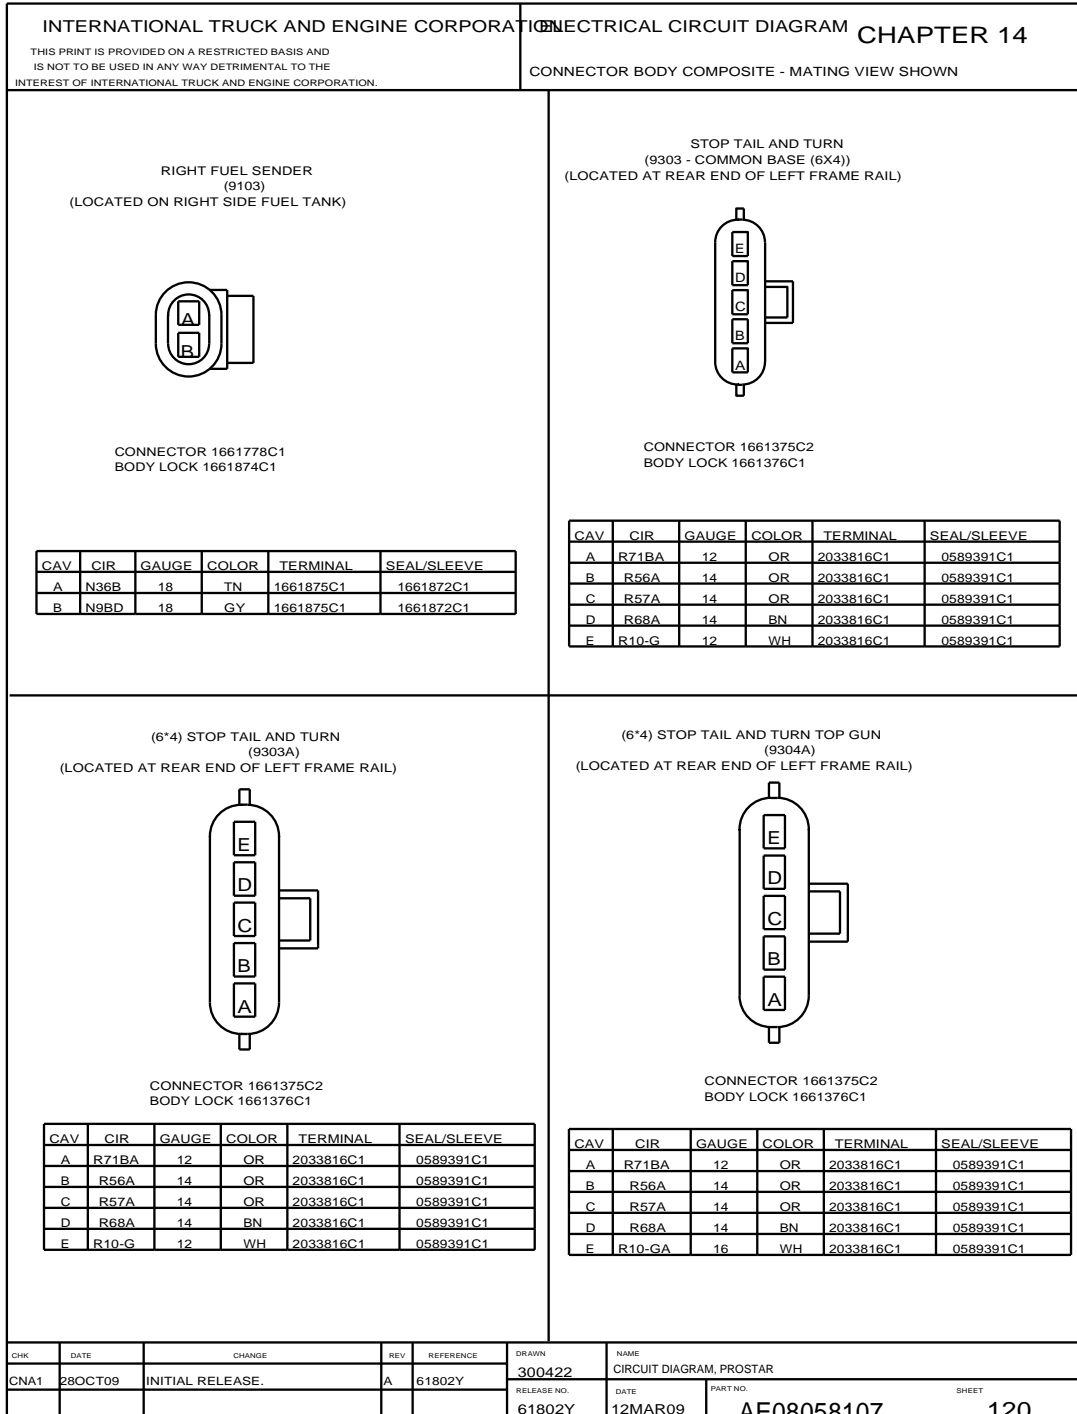 INTERNATIONAL TRUCK AND ENGINE CORPORATION
THIS PRINT IS PROVIDED ON A RESTRICTED BASIS AND
IS NOT TO BE USED IN ANY WAY DETRIMENTAL TO THE
INTEREST OF INTERNATIONAL TRUCK AND ENGINE CORPORATION.
ELECTRICAL CIRCUIT DIAGRAM CHAPTER 14
CONNECTOR BODY COMPOSITE - MATING VIEW SHOWN
RIGHT FUEL SENDER
(9103)
(LOCATED ON RIGHT SIDE FUEL TANK)
A
B
CONNECTOR 1661778C1
BODY LOCK 1661874C1
CAV CIR GAUGE COLOR TERMINAL SEAL/SLEEVE
A N36B 18 TN 1661875C1 1661872C1
B N9BD 18 GY 1661875C1 1661872C1
STOP TAIL AND TURN
(9303 - COMMON BASE (6X4))
(LOCATED AT REAR END OF LEFT FRAME RAIL)
E
D
C
B
A
CONNECTOR 1661375C2
BODY LOCK 1661376C1
CAV CIR GAUGE COLOR TERMINAL SEAL/SLEEVE
A R71BA 12 OR 2033816C1 0589391C1
B R56A 14 OR 2033816C1 0589391C1
C R57A 14 OR 2033816C1 0589391C1
D R68A 14 BN 2033816C1 0589391C1
E R10-G 12 WH 2033816C1 0589391C1
(6*4) STOP TAIL AND TURN
(9303A)
(LOCATED AT REAR END OF LEFT FRAME RAIL)
E
D
C
B
A
CONNECTOR 1661375C2
BODY LOCK 1661376C1
CAV CIR GAUGE COLOR TERMINAL SEAL/SLEEVE
A R71BA 12 OR 2033816C1 0589391C1
B R56A 14 OR 2033816C1 0589391C1
C R57A 14 OR 2033816C1 0589391C1
D R68A 14 BN 2033816C1 0589391C1
E R10-G 12 WH 2033816C1 0589391C1
(6*4) STOP TAIL AND TURN TOP GUN
(9304A)
(LOCATED AT REAR END OF LEFT FRAME RAIL)
E
D
C
B
A
CONNECTOR 1661375C2
BODY LOCK 1661376C1
CAV CIR GAUGE COLOR TERMINAL SEAL/SLEEVE
A R71BA 12 OR 2033816C1 0589391C1
B R56A 14 OR 2033816C1 0589391C1
C R57A 14 OR 2033816C1 0589391C1
D R68A 14 BN 2033816C1 0589391C1
E R10-GA 16 WH 2033816C1 0589391C1
CHK DATE CHANGE REV REFERENCE
CNA1 28OCT09 INITIAL RELEASE. A 61802Y
DRAWN
300422
NAME
CIRCUIT DIAGRAM, PROSTAR
RELEASE NO.
61802Y
DATE
12MAR09
PART NO.
AE08058107
SHEET
120